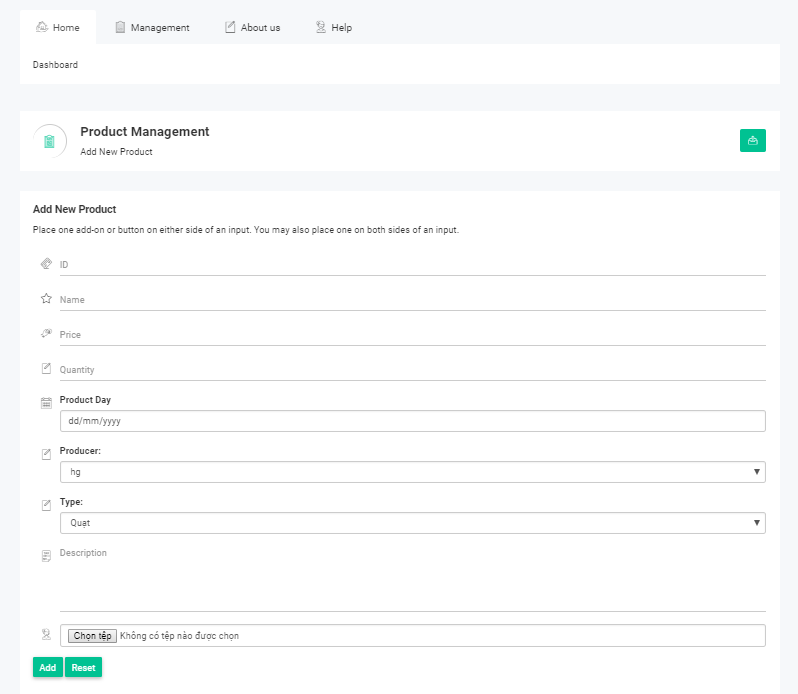 Home Management About us Help
Dashboard
Product Management
Add New Product
Add New Product
Place one add-on or button on either side of an input. You may also place one on both sides of an input.
ID
Name
Price
Quantity
Product Day
dd/mm/yyyy
Producer:
hg
Type:
Quạt
Description
Chọn tệp Không có tệp nào được chọn
Add Reset